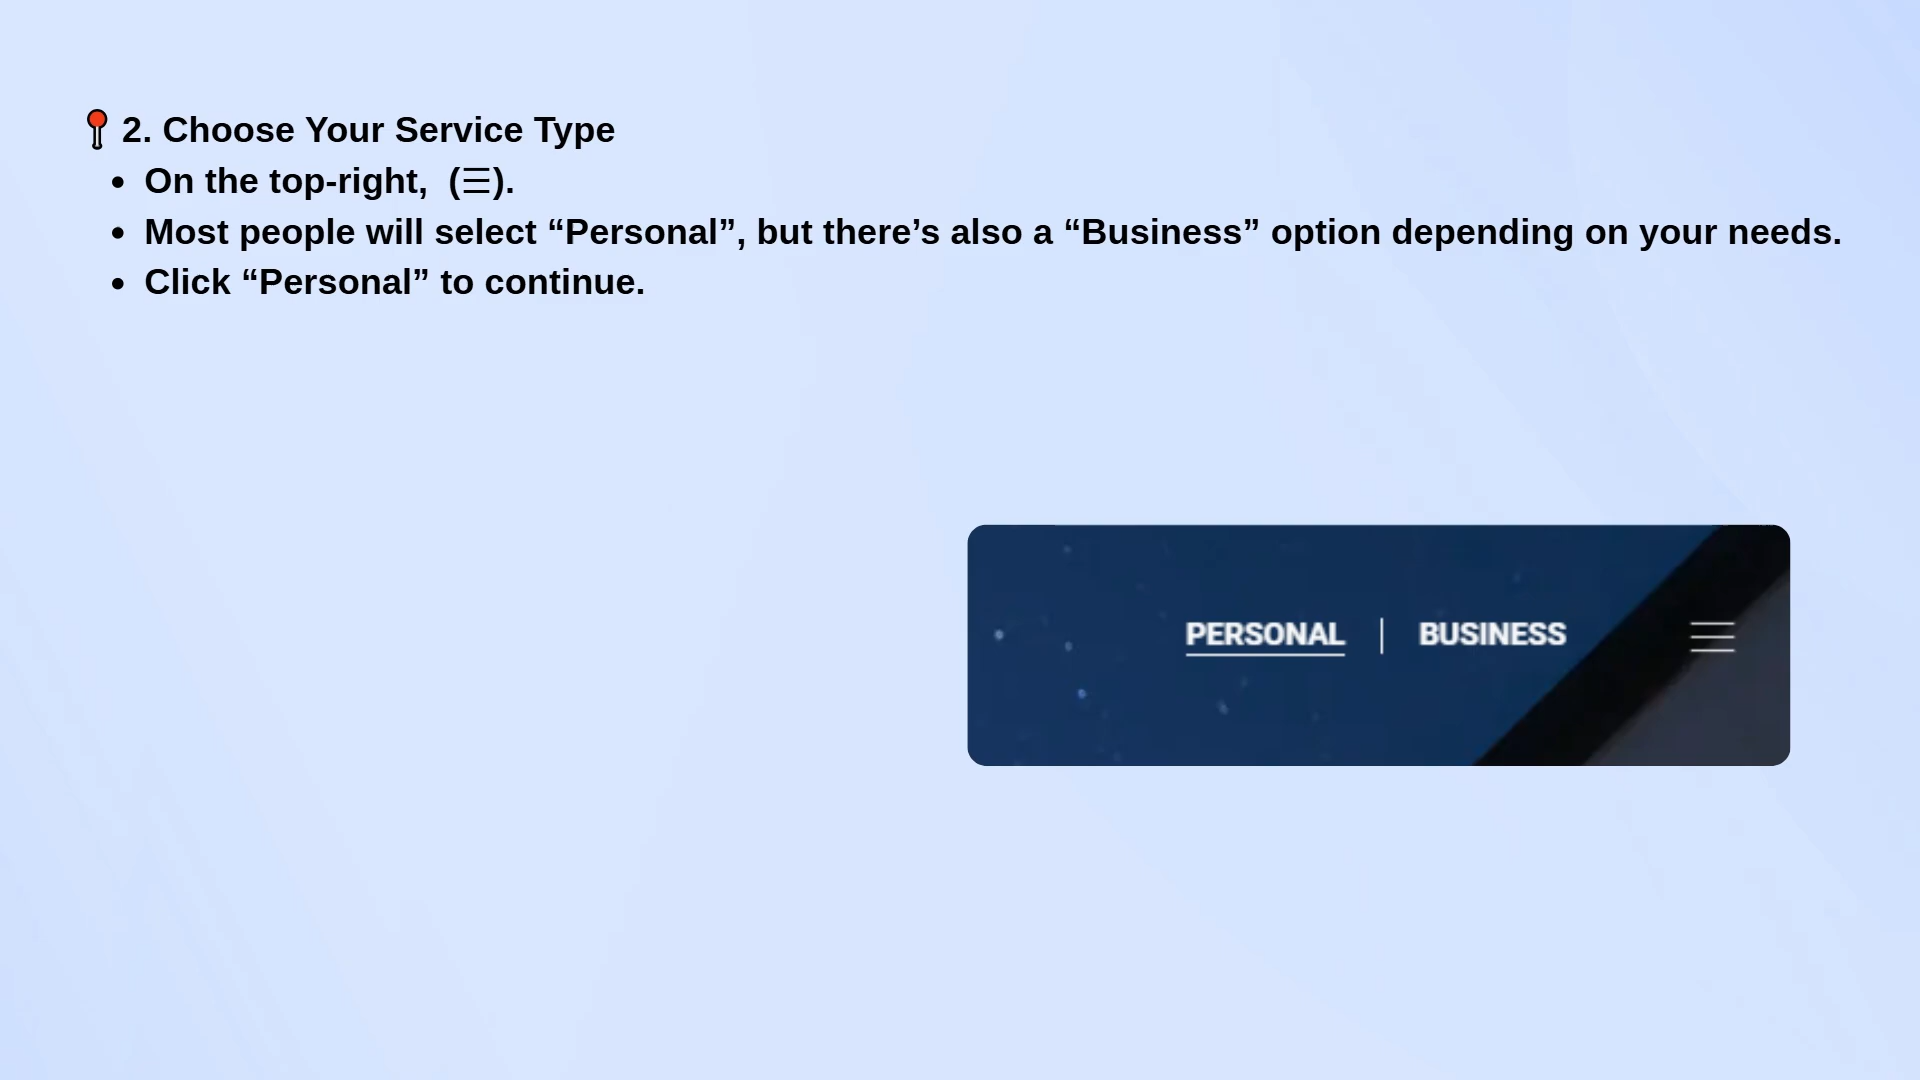 📍 2. Choose Your Service Type
• On the top-right,  (☰).
• Most people will select “Personal”, but there’s also a “Business” option depending on your needs.
• Click “Personal” to continue.
PERSONAL | BUSINESS ☰